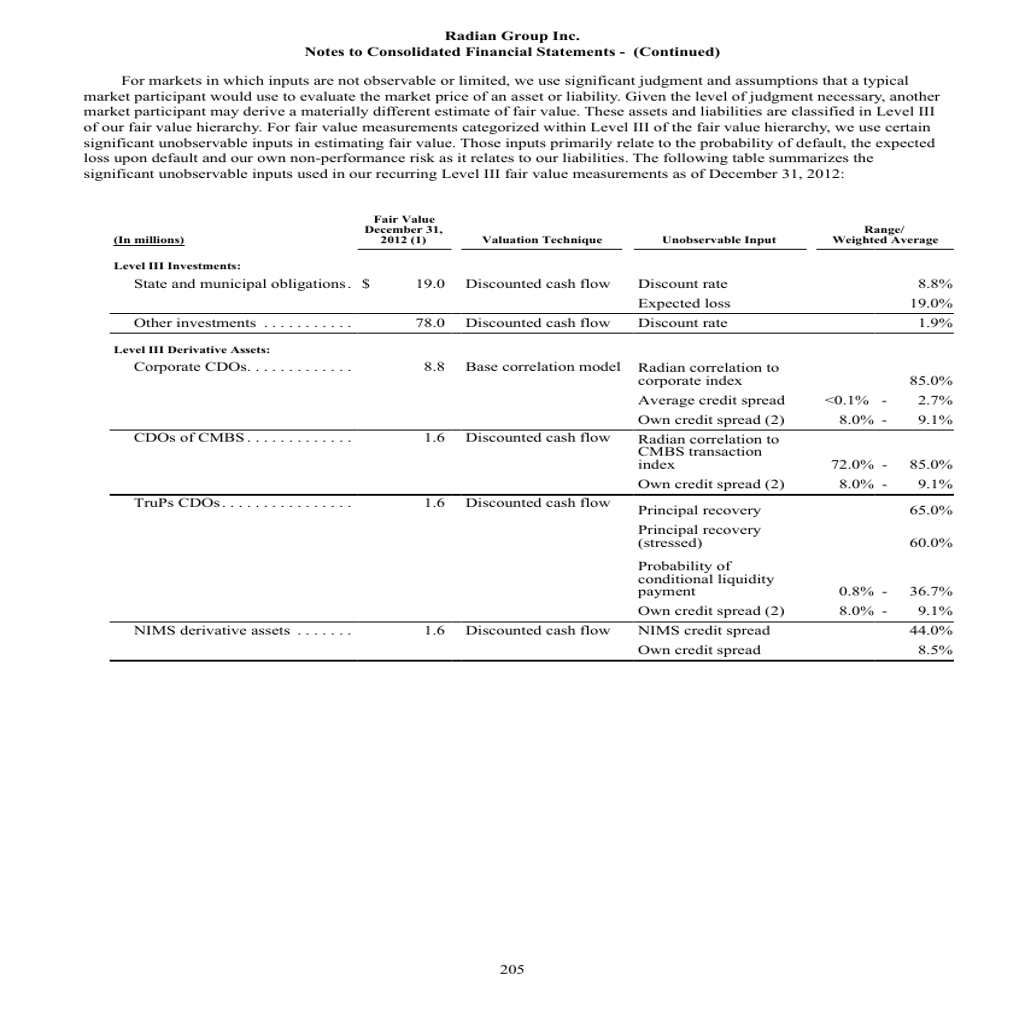 Radian Group Inc.
Notes to Consolidated Financial Statements - (Continued)
For markets in which inputs are not observable or limited, we use significant judgment and assumptions that a typical
market participant would use to evaluate the market price of an asset or liability. Given the level of judgment necessary, another
market participant may derive a materially different estimate of fair value. These assets and liabilities are classified in Level III
of our fair value hierarchy. For fair value measurements categorized within Level III of the fair value hierarchy, we use certain
significant unobservable inputs in estimating fair value. Those inputs primarily relate to the probability of default, the expected
loss upon default and our own non-performance risk as it relates to our liabilities. The following table summarizes the
significant unobservable inputs used in our recurring Level III fair value measurements as of December 31, 2012:
(In millions) Fair Value
December 31,
2012 (1) Valuation Technique Unobservable Input Range/
Weighted Average
Level III Investments:
State and municipal obligations. $ 19.0 Discounted cash flow Discount rate 8.8%
Expected loss 19.0%
Other investments . . . . . . . . . . . 78.0 Discounted cash flow Discount rate 1.9%
Level III Derivative Assets:
Corporate CDOs. . . . . . . . . . . . . 8.8 Base correlation model Radian correlation to
corporate index 85.0%
Average credit spread <0.1% - 2.7%
Own credit spread (2) 8.0% - 9.1%
CDOs of CMBS . . . . . . . . . . . . . 1.6 Discounted cash flow Radian correlation to
CMBS transaction
index 72.0% - 85.0%
Own credit spread (2) 8.0% - 9.1%
TruPs CDOs. . . . . . . . . . . . . . . . 1.6 Discounted cash flow
Principal recovery 65.0%
Principal recovery
(stressed) 60.0%
Probability of
conditional liquidity
payment 0.8% - 36.7%
Own credit spread (2) 8.0% - 9.1%
NIMS derivative assets . . . . . . . 1.6 Discounted cash flow NIMS credit spread 44.0%
Own credit spread 8.5%
205